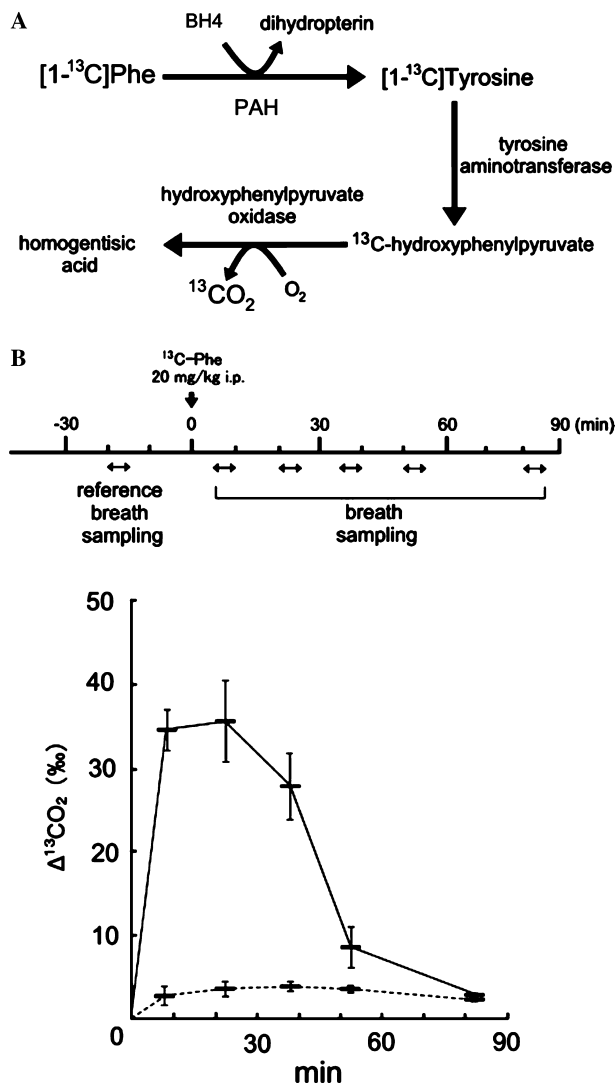 A
BH4
dihydropterin
[1-¹³C]Phe
[1-¹³C]Tyrosine
PAH
tyrosine
aminotransferase
hydroxyphenylpyruvate
oxidase
homogentisic
acid
¹³C-hydroxyphenylpyruvate
¹³CO₂
O₂
B
¹³C-Phe
20 mg/kg i.p.
-30
0
30
60
90 (min)
reference
breath
sampling
breath
sampling
50
40
30
20
10
0
30
60
90
Δ¹³CO₂ (‰)
min